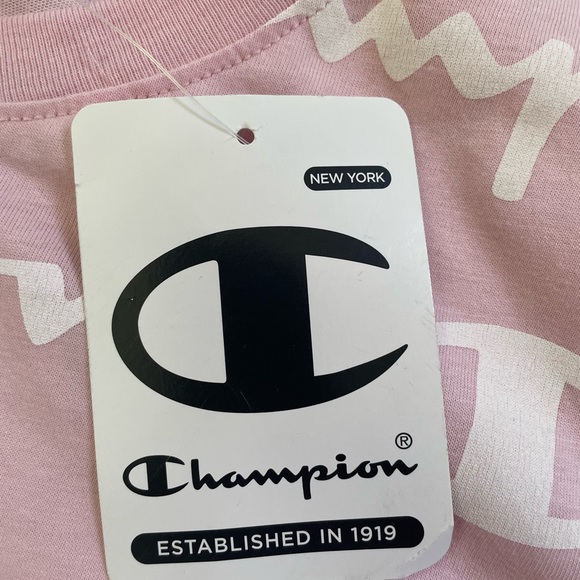 NEW YORK
Champion®
ESTABLISHED IN 1919